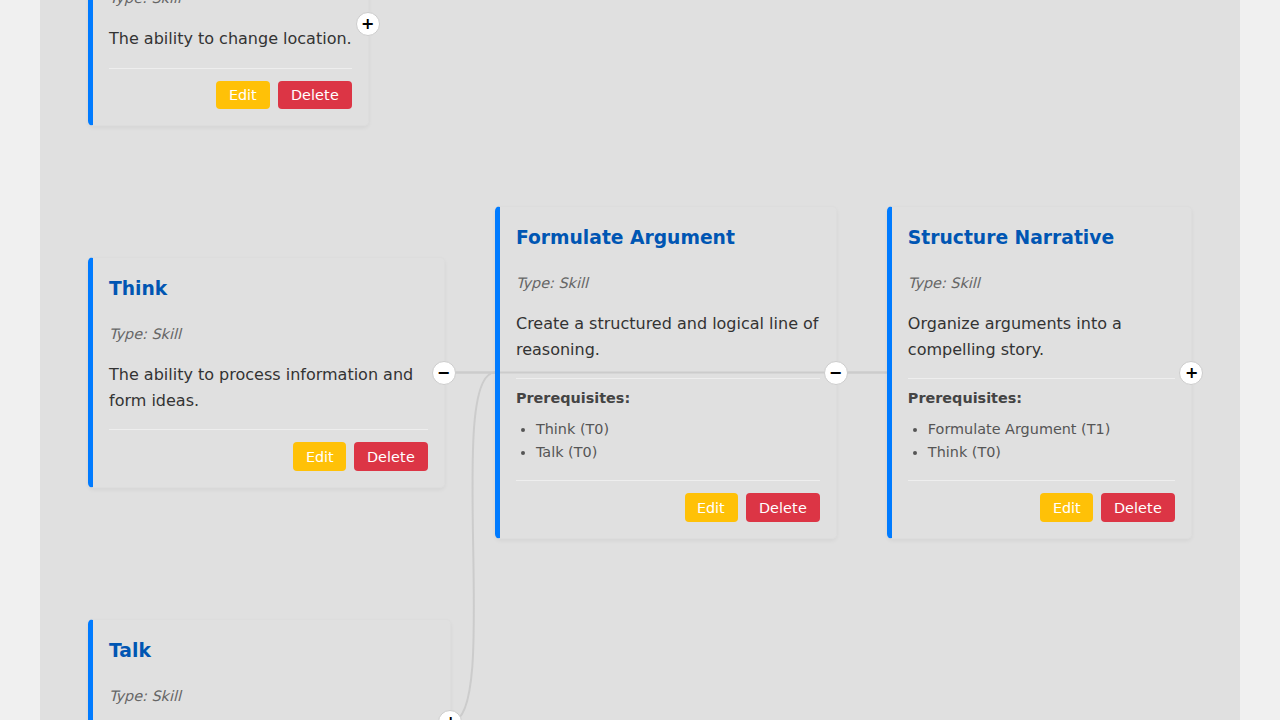 Type: Skill
The ability to change location.
+
Edit Delete
Think
Type: Skill
The ability to process information and
form ideas.
−
Edit Delete
Formulate Argument
Type: Skill
Create a structured and logical line of
reasoning.
−
Prerequisites:
• Think (T0)
• Talk (T0)
Edit Delete
Structure Narrative
Type: Skill
Organize arguments into a
compelling story.
+
Prerequisites:
• Formulate Argument (T1)
• Think (T0)
Edit Delete
Talk
Type: Skill